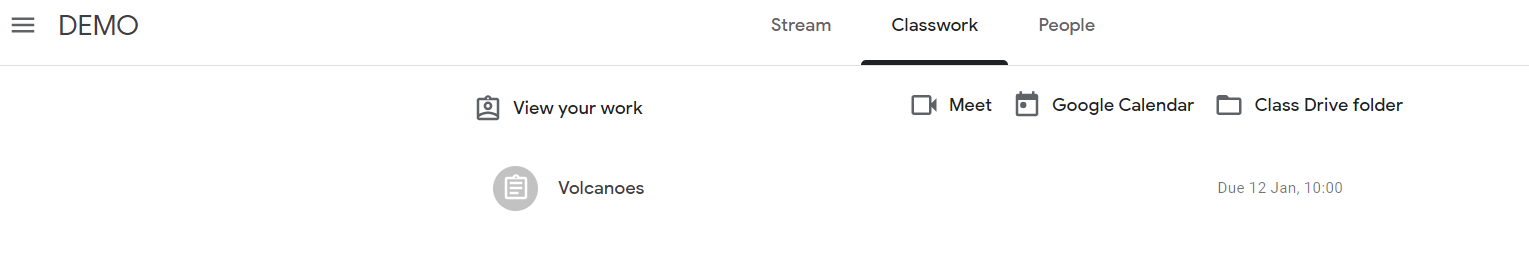 DEMO Stream Classwork People
View your work Meet Google Calendar Class Drive folder
Volcanoes Due 12 Jan, 10:00